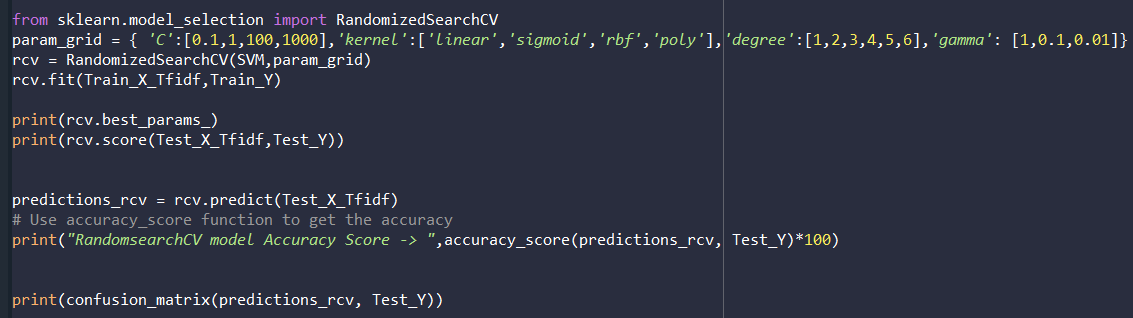 from sklearn.model_selection import RandomizedSearchCV
param_grid = { 'C':[0.1,1,100,1000],'kernel':['linear','sigmoid','rbf','poly'],'degree':[1,2,3,4,5,6],'gamma': [1,0.1,0.01]}
rcv = RandomizedSearchCV(SVM,param_grid)
rcv.fit(Train_X_Tfidf,Train_Y)
print(rcv.best_params_)
print(rcv.score(Test_X_Tfidf,Test_Y))
predictions_rcv = rcv.predict(Test_X_Tfidf)
# Use accuracy_score function to get the accuracy
print("RandomsearchCV model Accuracy Score -> ",accuracy_score(predictions_rcv, Test_Y)*100)
print(confusion_matrix(predictions_rcv, Test_Y))